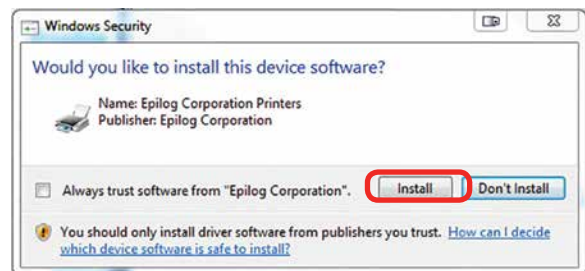 Windows Security
Would you like to install this device software?
Name: Epilog Corporation Printers
Publisher: Epilog Corporation
Always trust software from "Epilog Corporation".
Install
Don't Install
You should only install driver software from publishers you trust. How can I decide
which device software is safe to install?